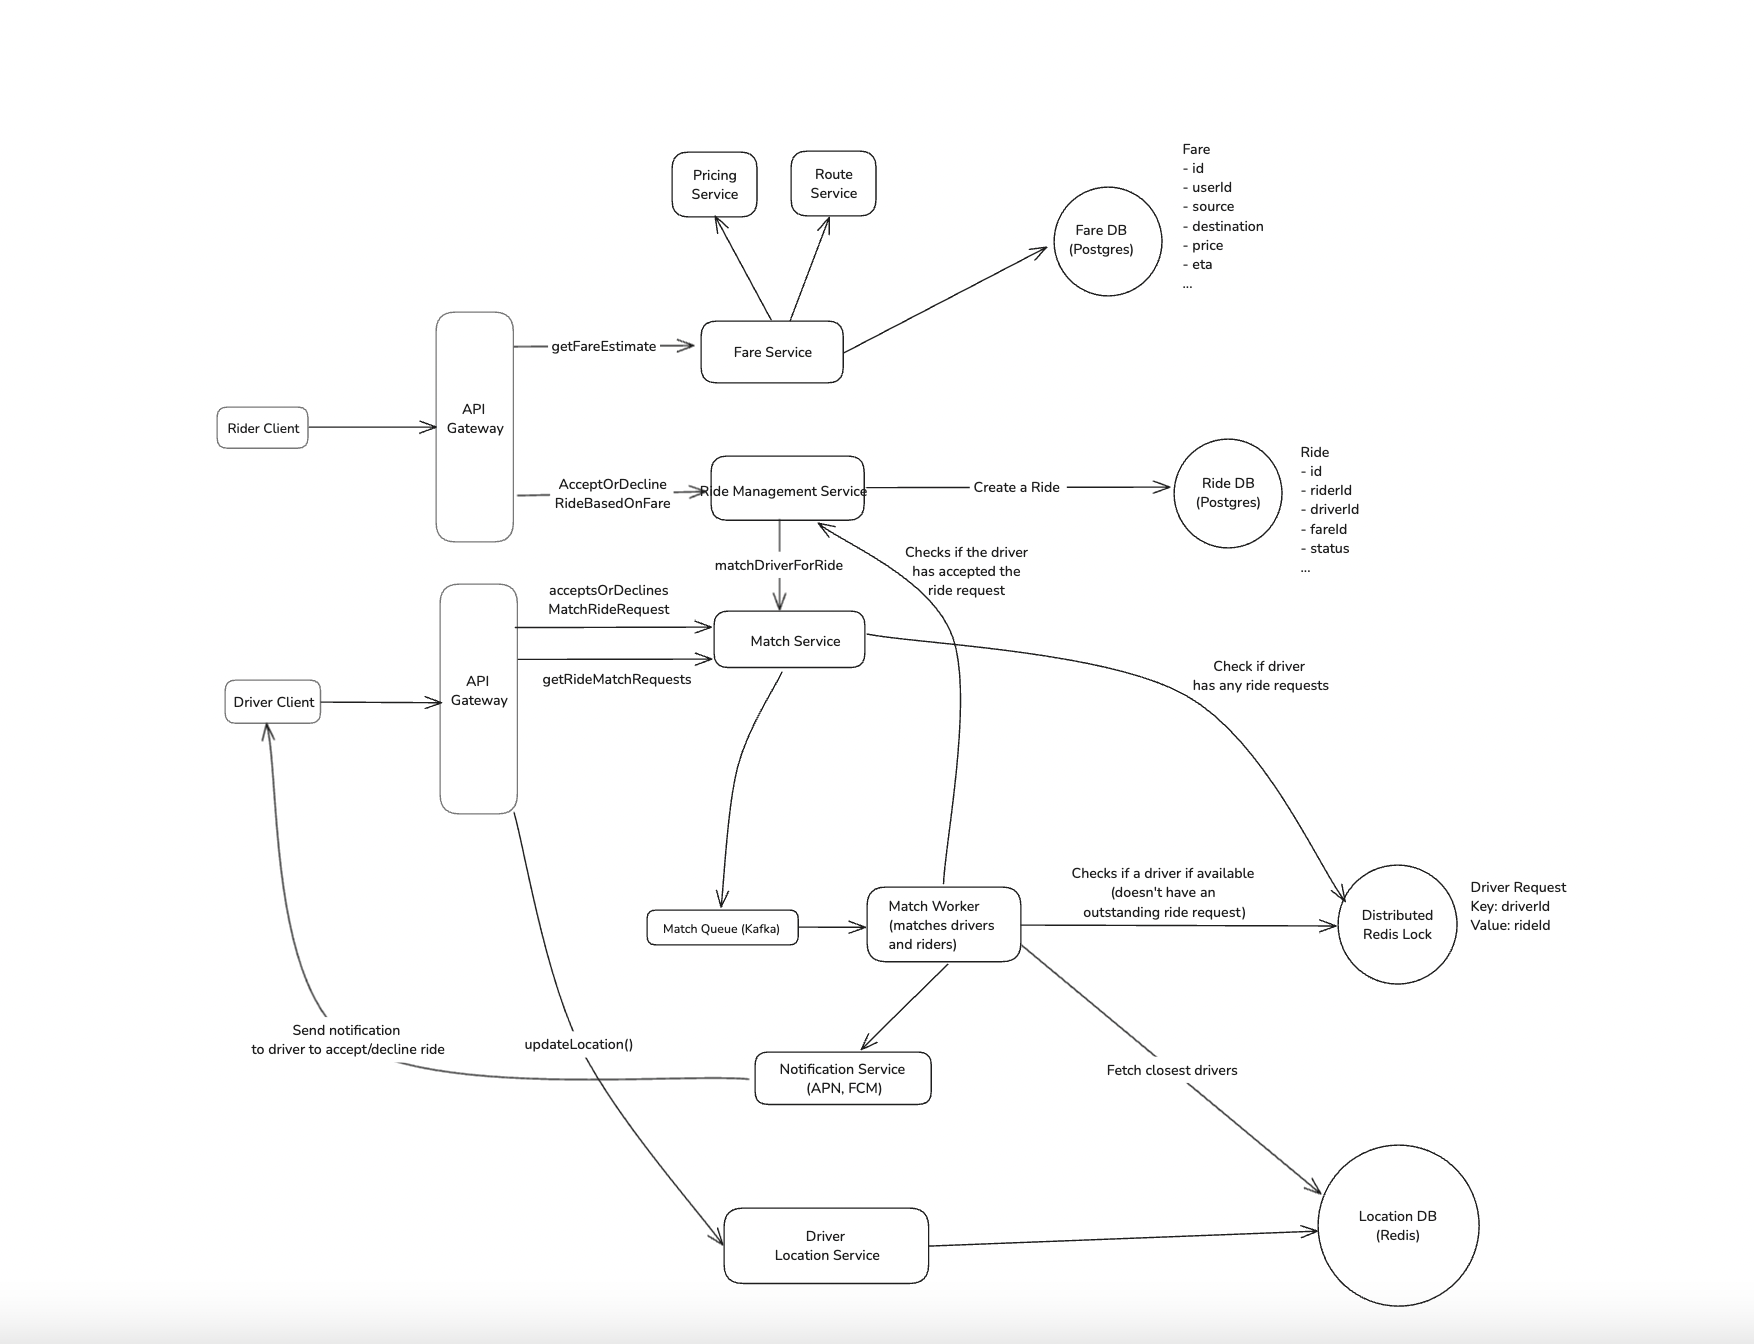 Pricing
Service
Route
Service
Fare
- id
- userId
- source
- destination
- price
- eta
...
Fare DB
(Postgres)
getFareEstimate
Fare Service
Rider Client
API
Gateway
AcceptOrDecline
RideBasedOnFare
Ride Management Service
Create a Ride
Ride DB
(Postgres)
Ride
- id
- riderId
- driverId
- fareId
- status
...
matchDriverForRide
Checks if the driver
has accepted the
ride request
acceptsOrDeclines
MatchRideRequest
Match Service
getRideMatchRequests
Check if driver
has any ride requests
Driver Client
API
Gateway
Match Queue (Kafka)
Match Worker
(matches drivers
and riders)
Checks if a driver if available
(doesn't have an
outstanding ride request)
Distributed
Redis Lock
Driver Request
Key: driverId
Value: rideId
Send notification
to driver to accept/decline ride
updateLocation()
Notification Service
(APN, FCM)
Fetch closest drivers
Driver
Location Service
Location DB
(Redis)